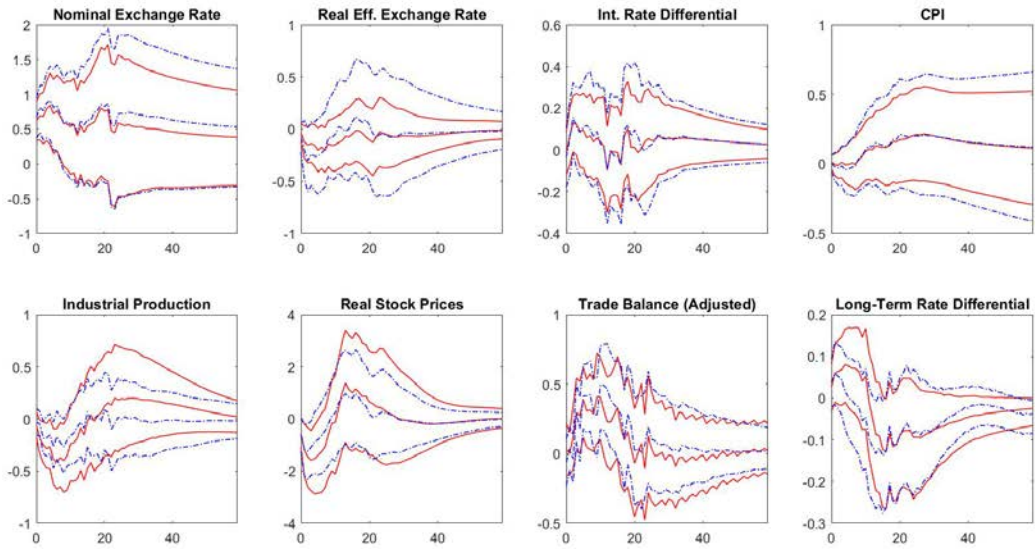 Nominal Exchange Rate
2
1.5
1
0.5
0
-0.5
-1
0 20 40
Real Eff. Exchange Rate
1
0.5
0
-0.5
-1
0 20 40
Int. Rate Differential
0.6
0.4
0.2
0
-0.2
-0.4
0 20 40
CPI
1
0.5
0
-0.5
0 20 40
Industrial Production
1
0.5
0
-0.5
-1
0 20 40
Real Stock Prices
4
2
0
-2
-4
0 20 40
Trade Balance (Adjusted)
1
0.5
0
-0.5
0 20 40
Long-Term Rate Differential
0.2
0.1
0
-0.1
-0.2
-0.3
0 20 40